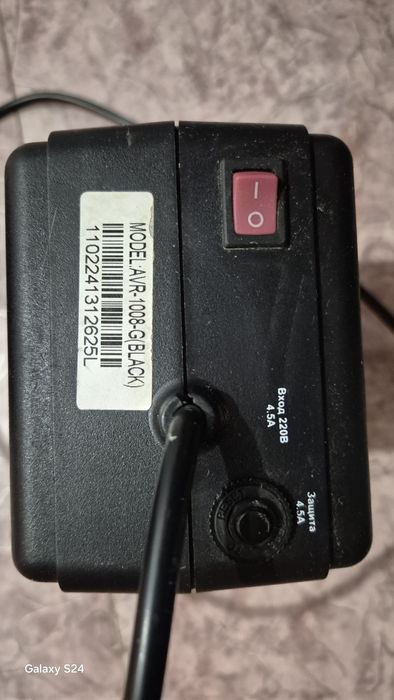 MODEL:AVR-1008-G(BLACK)
1102241312625L
I
O
Вход 220В
4.5А
Защита
4.5А
Galaxy S24